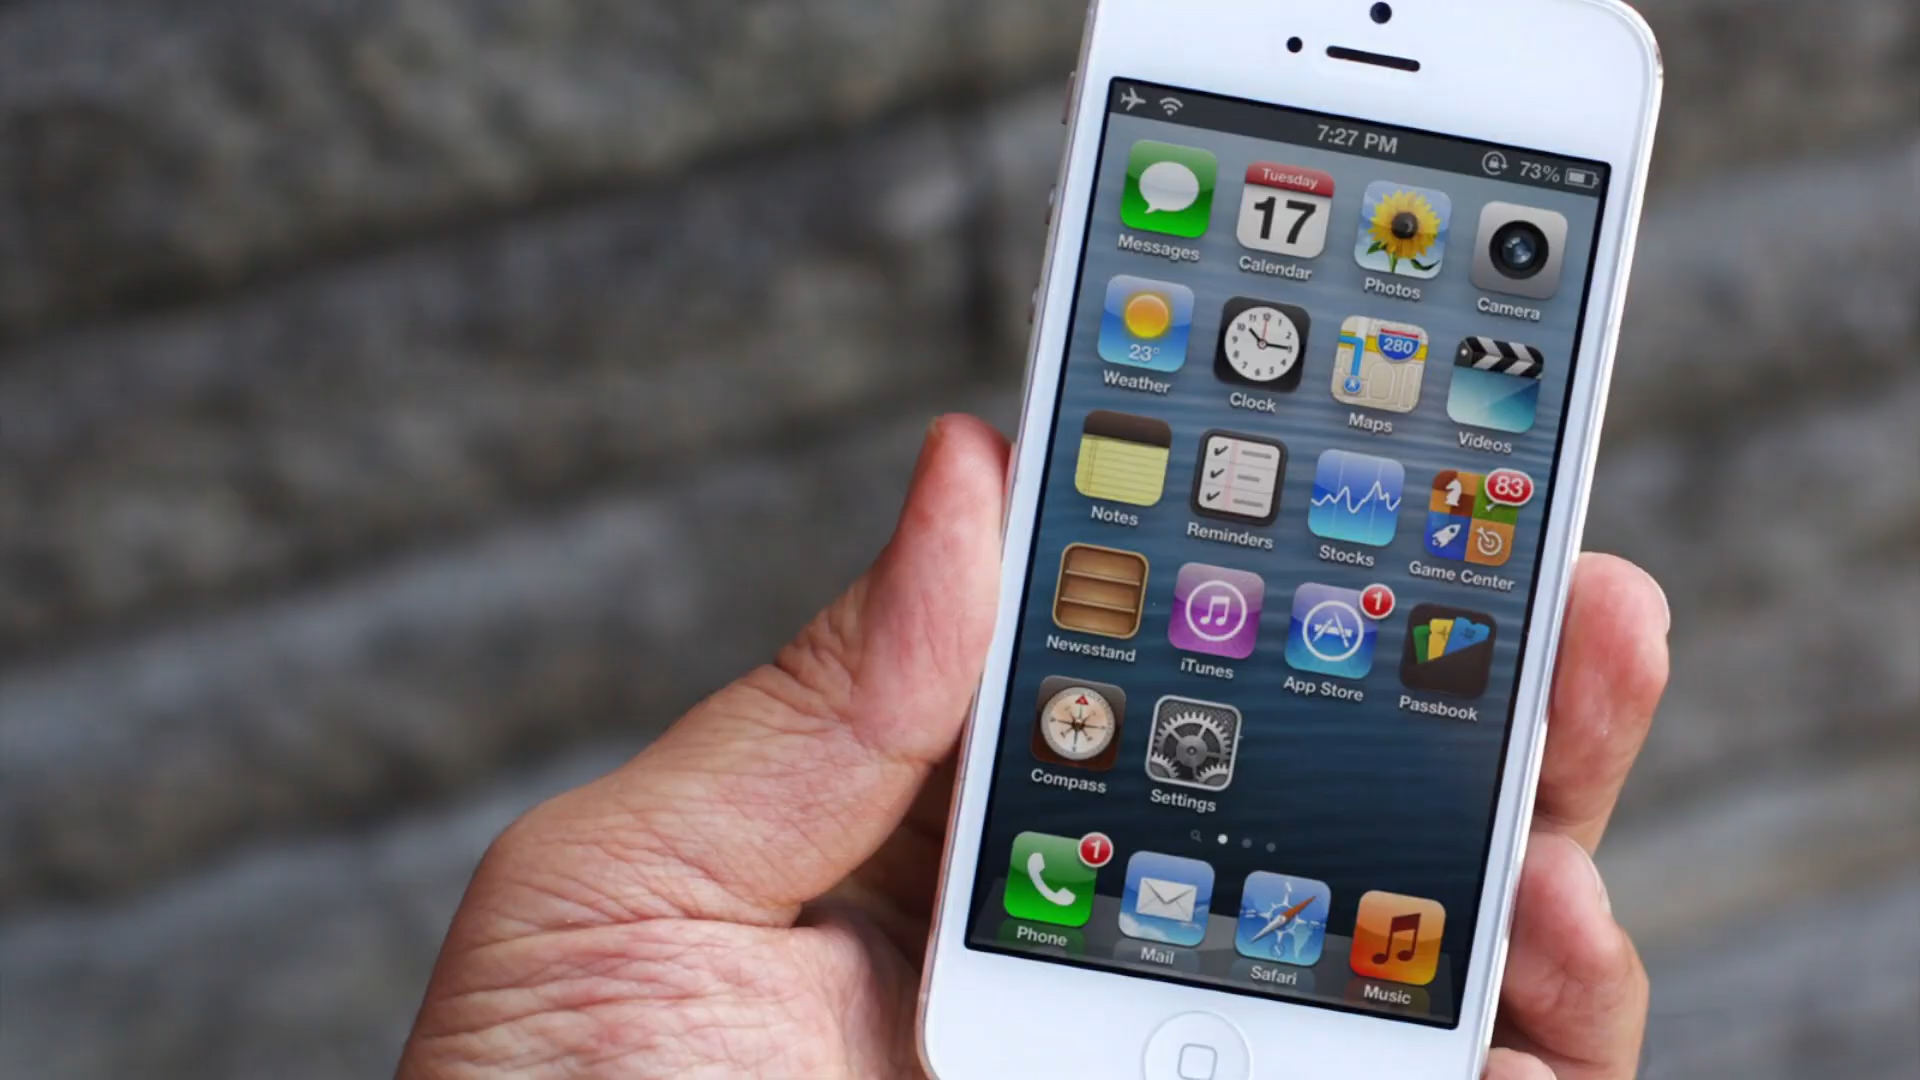 7:27 PM 73%
Tuesday
17
Messages Calendar Photos Camera
23°
280
Weather Clock Maps Videos
83
Notes Reminders Stocks Game Center
1
Newsstand iTunes App Store Passbook
Compass Settings
1
Phone Mail Safari Music